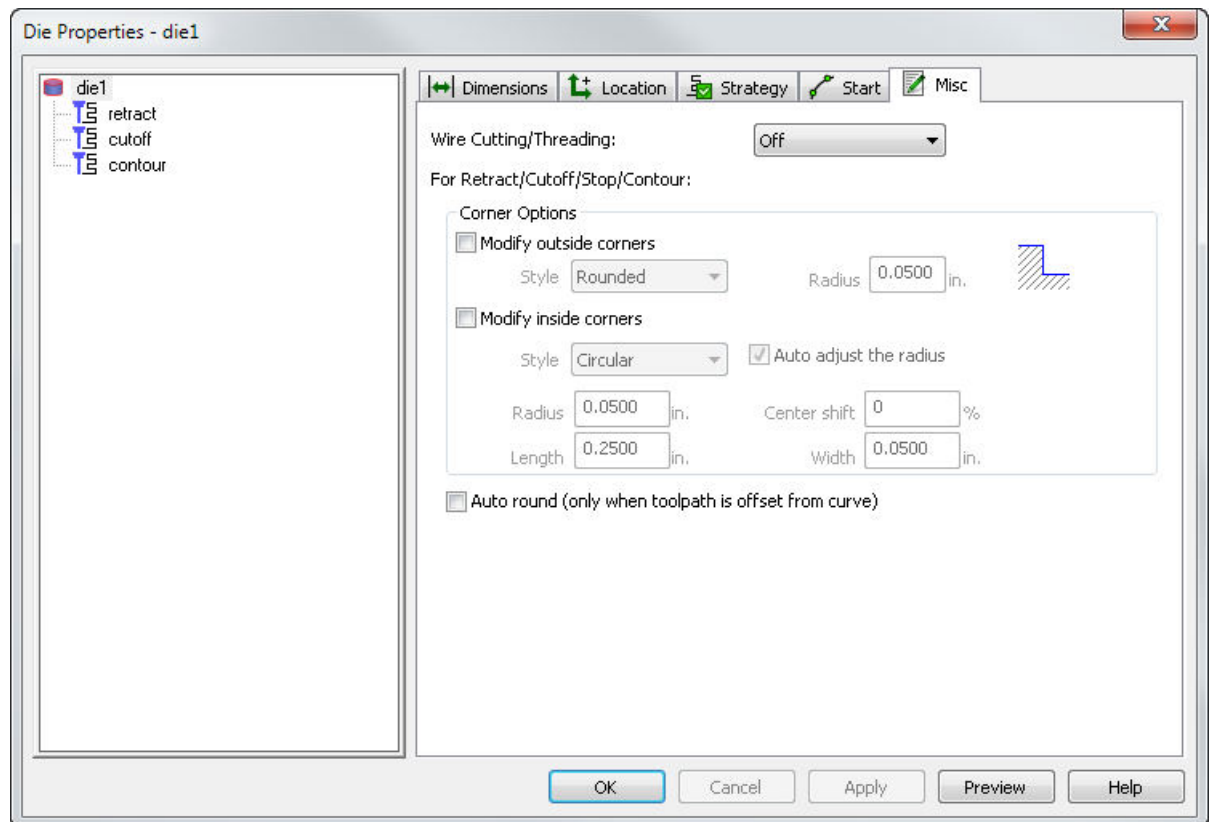 Die Properties - die1
die1
retract
cutoff
contour
Dimensions Location Strategy Start Misc
Wire Cutting/Threading: Off
For Retract/Cutoff/Stop/Contour:
Corner Options
Modify outside corners
Style Rounded Radius 0.0500 in.
Modify inside corners
Style Circular Auto adjust the radius
Radius 0.0500 in. Center shift 0 %
Length 0.2500 in. Width 0.0500 in.
Auto round (only when toolpath is offset from curve)
OK Cancel Apply Preview Help